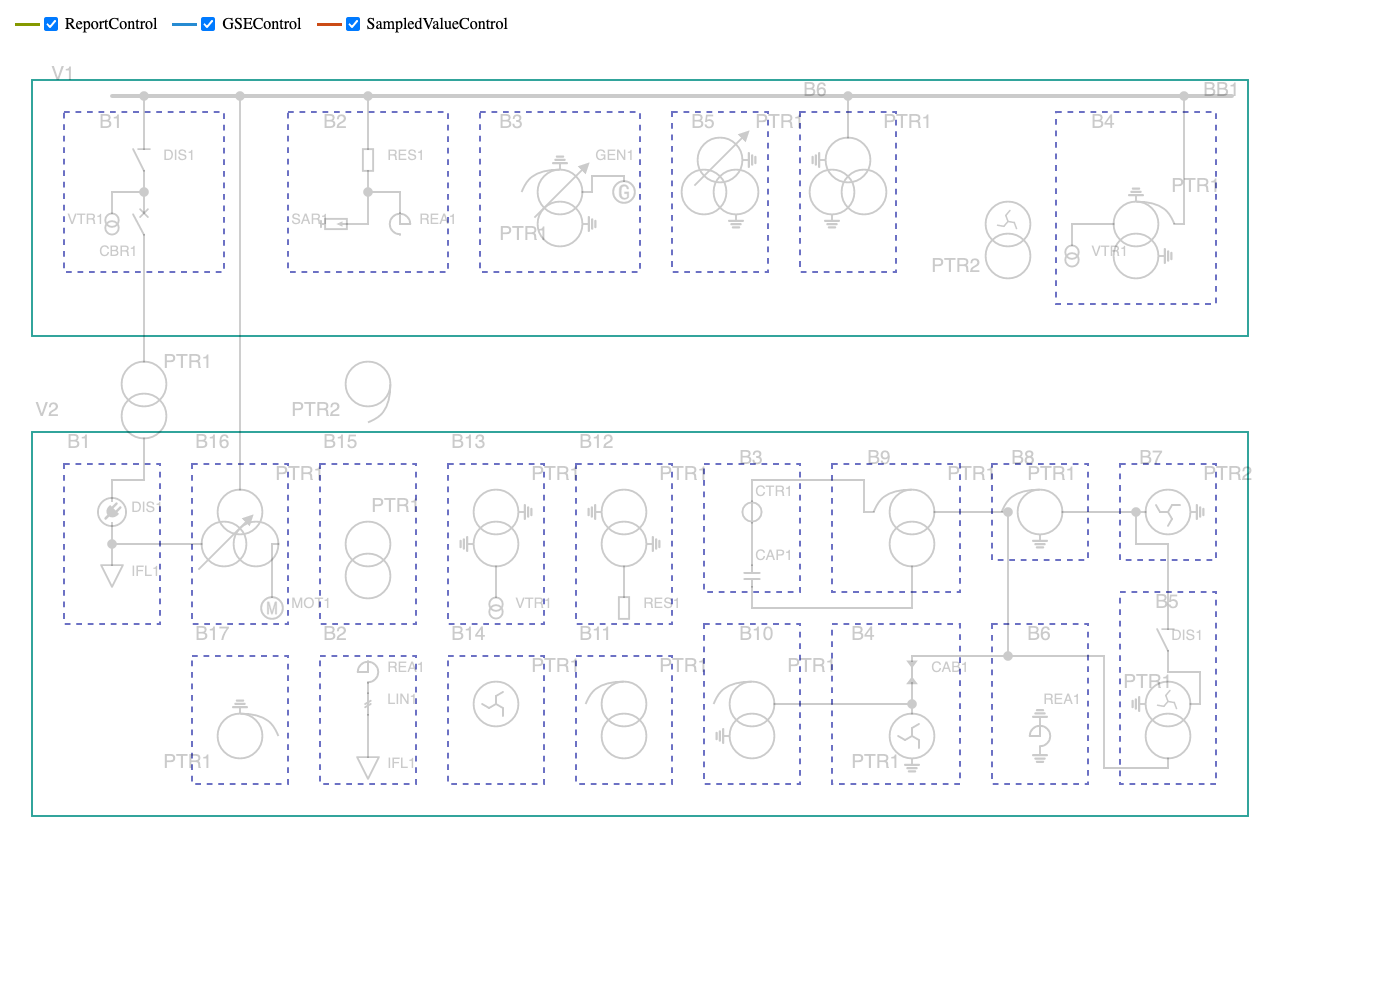 ReportControl GSEControl SampledValueControl
V1
B6 BB1
B1 B2 B3 B5 PTR1 PTR1 B4
DIS1 RES1 GEN1
PTR1
VTR1 SAR1 REA1
PTR1
CBR1 VTR1
PTR2
G
PTR1
V2 PTR2
B1 B16 B15 B13 B12
B3 B9 B8 B7
PTR1 PTR1 PTR1 PTR1 PTR1 PTR2
CTR1
DIS1 PTR1
CAP1
IFL1
M MOT1 VTR1 RES1 B5
B17 B2 B14 B11 B10 B4 B6 DIS1
REA1 PTR1 PTR1 PTR1 CAB1
PTR1
LIN1 REA1
PTR1 IFL1 PTR1